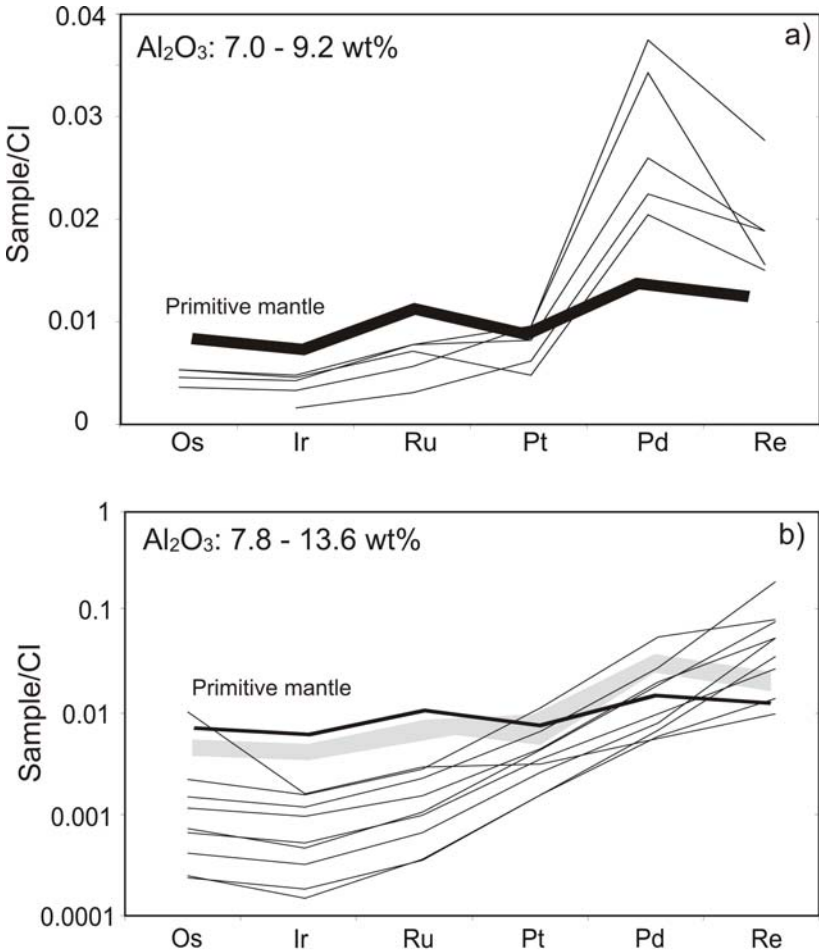 0.04
Al₂O₃: 7.0 - 9.2 wt%
a)
0.03
Sample/CI
0.02
Primitive mantle
0.01
0
Os Ir Ru Pt Pd Re
1
Al₂O₃: 7.8 - 13.6 wt%
b)
0.1
Primitive mantle
Sample/CI
0.01
0.001
0.0001
Os Ir Ru Pt Pd Re